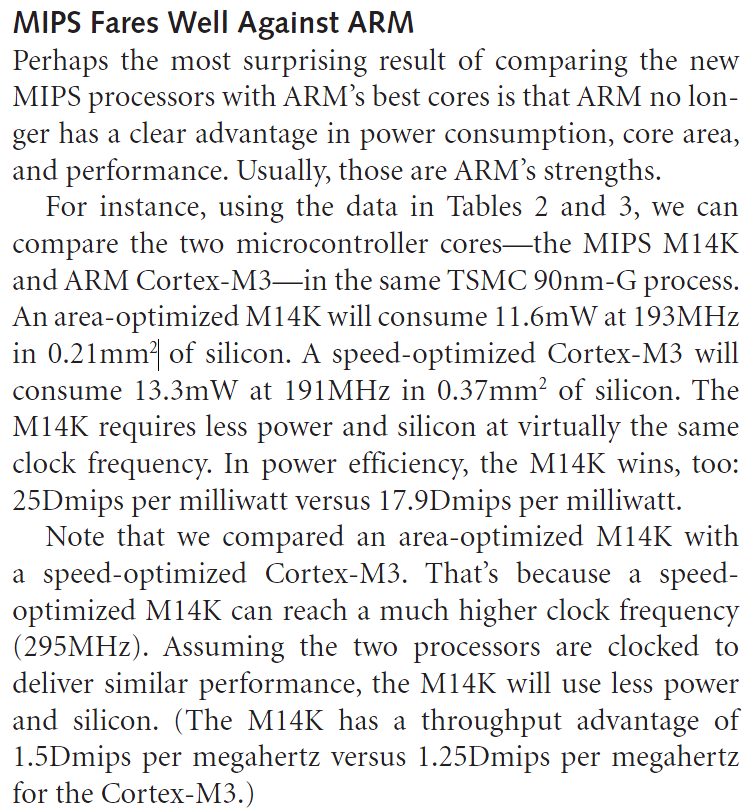 MIPS Fares Well Against ARM
Perhaps the most surprising result of comparing the new
MIPS processors with ARM’s best cores is that ARM no lon-
ger has a clear advantage in power consumption, core area,
and performance. Usually, those are ARM’s strengths.
For instance, using the data in Tables 2 and 3, we can
compare the two microcontroller cores—the MIPS M14K
and ARM Cortex-M3—in the same TSMC 90nm-G process.
An area-optimized M14K will consume 11.6mW at 193MHz
in 0.21mm² of silicon. A speed-optimized Cortex-M3 will
consume 13.3mW at 191MHz in 0.37mm² of silicon. The
M14K requires less power and silicon at virtually the same
clock frequency. In power efficiency, the M14K wins, too:
25Dmips per milliwatt versus 17.9Dmips per milliwatt.
Note that we compared an area-optimized M14K with
a speed-optimized Cortex-M3. That’s because a speed-
optimized M14K can reach a much higher clock frequency
(295MHz). Assuming the two processors are clocked to
deliver similar performance, the M14K will use less power
and silicon. (The M14K has a throughput advantage of
1.5Dmips per megahertz versus 1.25Dmips per megahertz
for the Cortex-M3.)